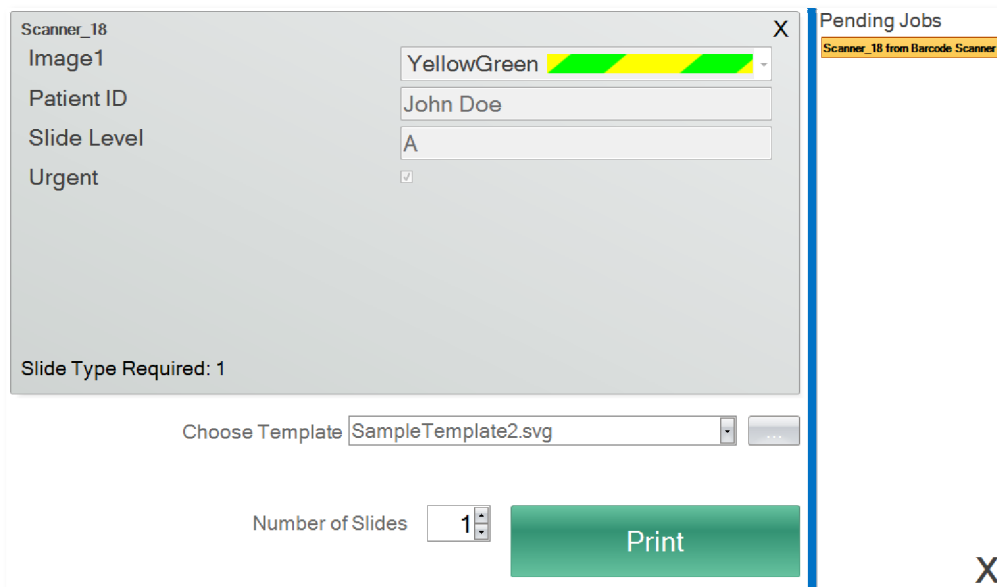 Scanner_18 X
Image1 YellowGreen
Patient ID John Doe
Slide Level A
Urgent
Slide Type Required: 1
Choose Template SampleTemplate2.svg ...
Number of Slides 1 Print
Pending Jobs
Scanner_18 from Barcode Scanner
X